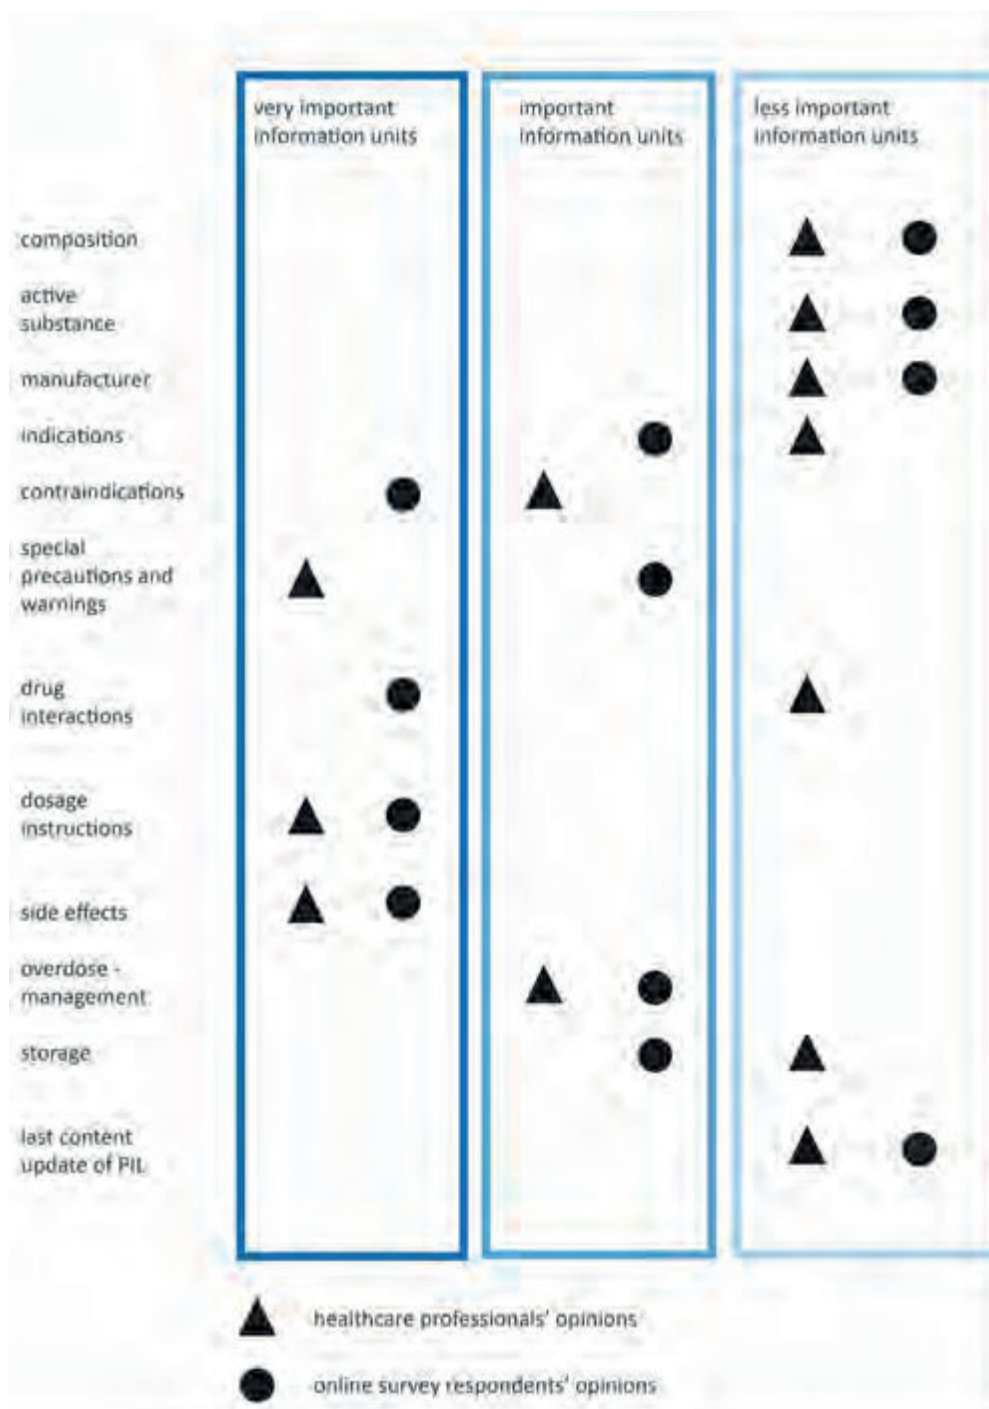 very important
information units
important
information units
less important
information units
composition
active
substance
manufacturer
indications
contraindications
special
precautions and
warnings
drug
interactions
dosage
instructions
side effects
overdose -
management
storage
last content
update of PIL
healthcare professionals' opinions
online survey respondents' opinions